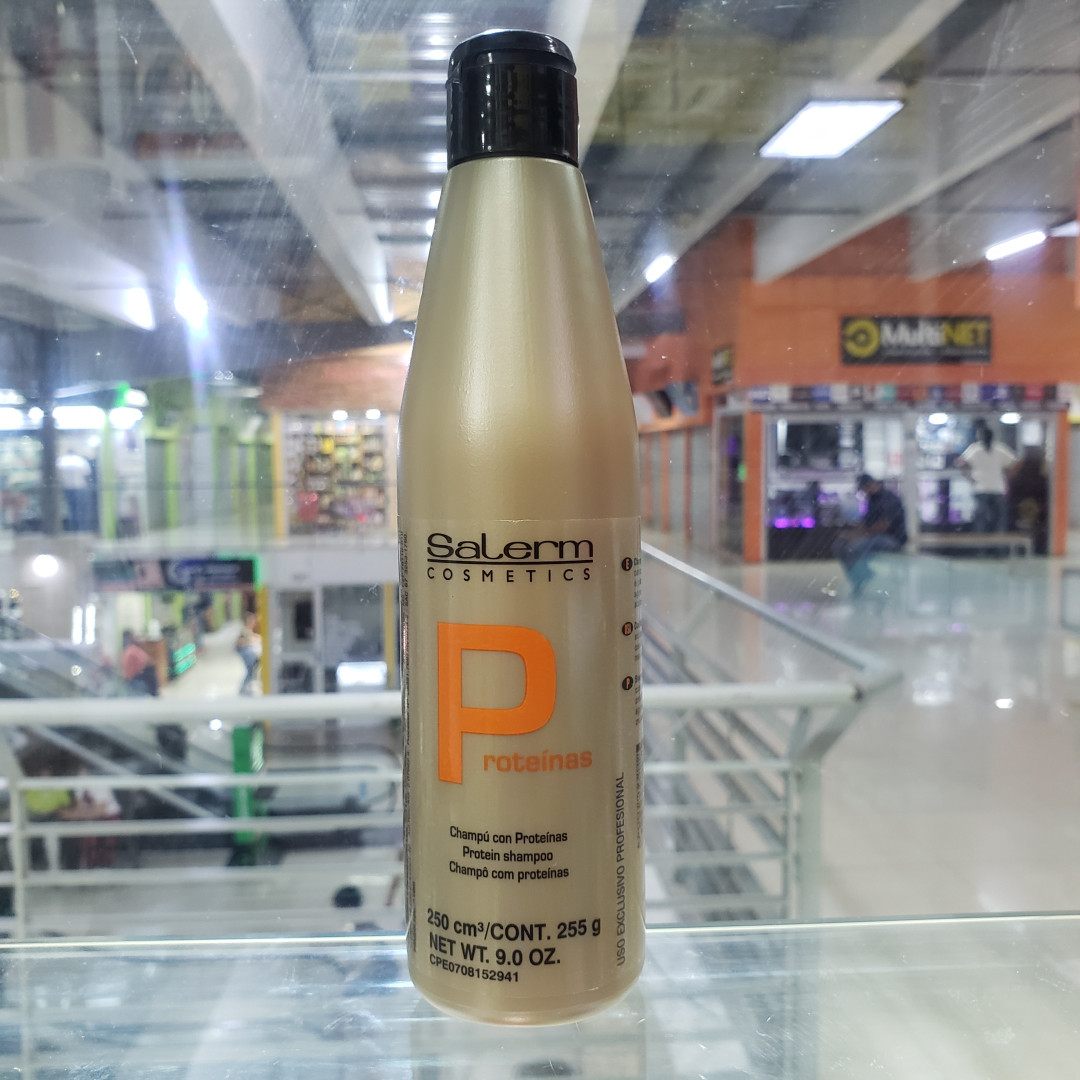 Salerm
COSMETICS
Proteínas
Champú con Proteínas
Protein shampoo
Champô com proteínas
250 cm³/CONT. 255 g
NET WT. 9.0 OZ.
CPE0708152941
USO EXCLUSIVO PROFESIONAL
E
P
MultiNET